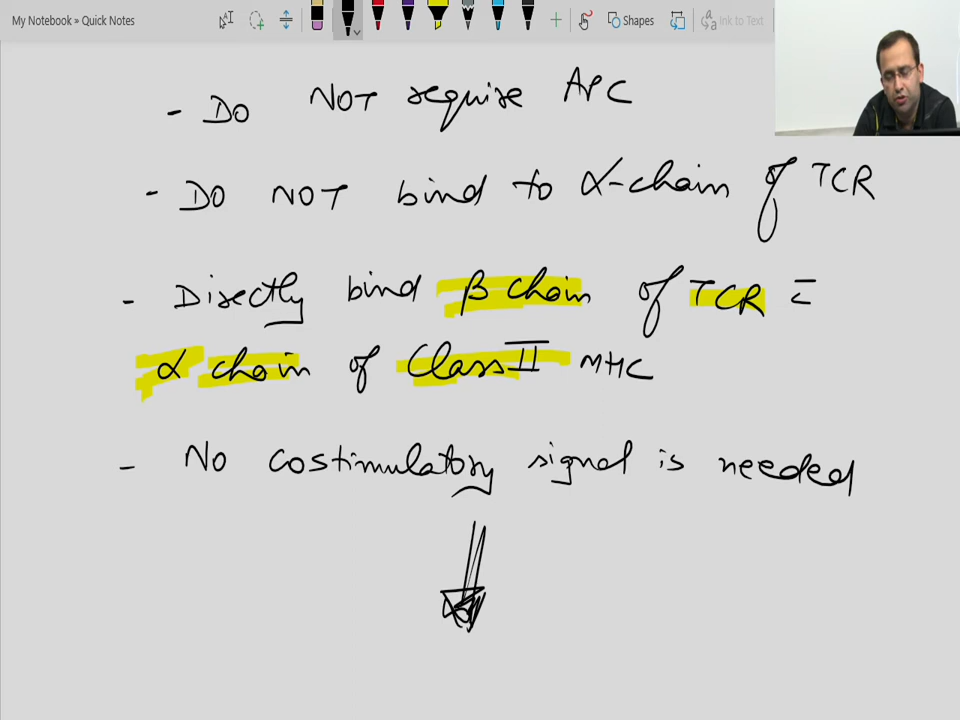 My Notebook » Quick Notes
Shapes
Ink to Text
- DO NOT require APC
- DO NOT bind to α-chain of TCR
- Directly bind β chain of TCR =
α chain of Class II MHC
- No costimulatory signal is needed